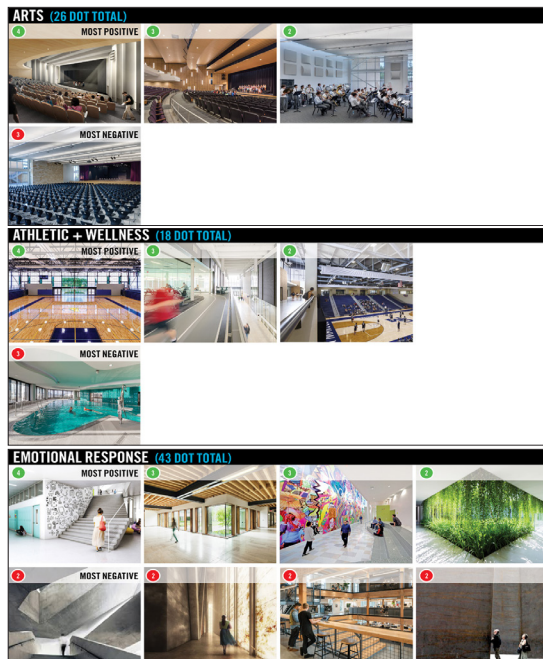 ARTS (26 DOT TOTAL)
4 MOST POSITIVE 3 2
3 MOST NEGATIVE
ATHLETIC + WELLNESS (18 DOT TOTAL)
4 MOST POSITIVE 3 2
3 MOST NEGATIVE
EMOTIONAL RESPONSE (43 DOT TOTAL)
4 MOST POSITIVE 3 3 2
2 MOST NEGATIVE 2 2 2